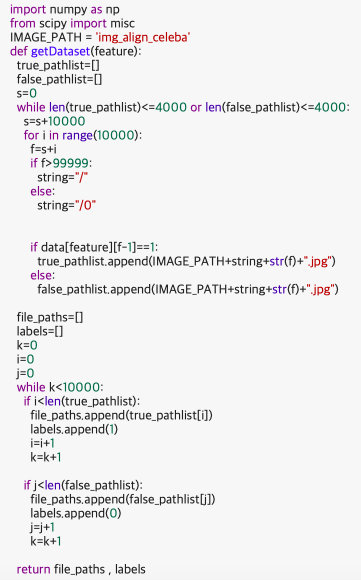 import numpy as np
from scipy import misc
IMAGE_PATH = 'img_align_celeba'
def getDataset(feature):
  true_pathlist=[]
  false_pathlist=[]
  s=0
  while len(true_pathlist)<=4000 or len(false_pathlist)<=4000:
    s=s+10000
    for i in range(10000):
      f=s+i
      if f>99999:
        string="/"
      else:
        string="/0"
      if data[feature][f-1]==1:
        true_pathlist.append(IMAGE_PATH+string+str(f)+".jpg")
      else:
        false_pathlist.append(IMAGE_PATH+string+str(f)+".jpg")
  file_paths=[]
  labels=[]
  k=0
  i=0
  j=0
  while k<10000:
    if i<len(true_pathlist):
      file_paths.append(true_pathlist[i])
      labels.append(1)
      i=i+1
      k=k+1
    if j<len(false_pathlist):
      file_paths.append(false_pathlist[j])
      labels.append(0)
      j=j+1
      k=k+1
  return file_paths , labels